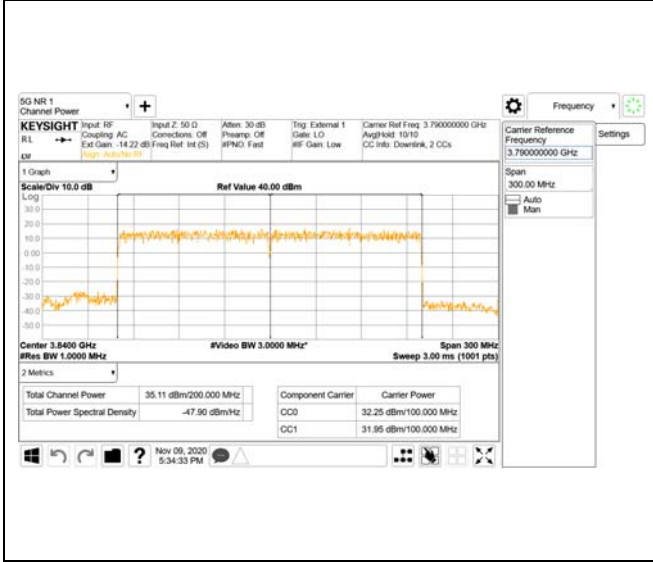 5G NR 1
Channel Power
Frequency
KEYSIGHT
Input: RF
Input Z: 50 Ω
Atten: 30 dB
Trig: External 1
Carrier Ref Freq: 3.790000000 GHz
RL
Coupling: AC
Corrections: Off
Preamp: Off
Gate: LO
Avg|Hold: 10/10
Ext Gain: -14.22 dB
Freq Ref: Int (S)
#PNO: Fast
#IF Gain: Low
CC Info: Downlink, 2 CCs
Align: Auto/No RF
Carrier Reference
Frequency
3.790000000 GHz
Settings
Span
300.00 MHz
Auto
Man
1 Graph
Scale/Div 10.0 dB
Ref Value 40.00 dBm
Log
30.0
20.0
10.0
0.00
-10.0
-20.0
-30.0
-40.0
-50.0
Center 3.8400 GHz
#Video BW 3.0000 MHz*
Span 300 MHz
#Res BW 1.0000 MHz
Sweep 3.00 ms (1001 pts)
2 Metrics
Total Channel Power
35.11 dBm/200.000 MHz
Total Power Spectral Density
-47.90 dBm/Hz
Component Carrier
Carrier Power
CC0
32.25 dBm/100.000 MHz
CC1
31.95 dBm/100.000 MHz
Nov 09, 2020
5:34:33 PM